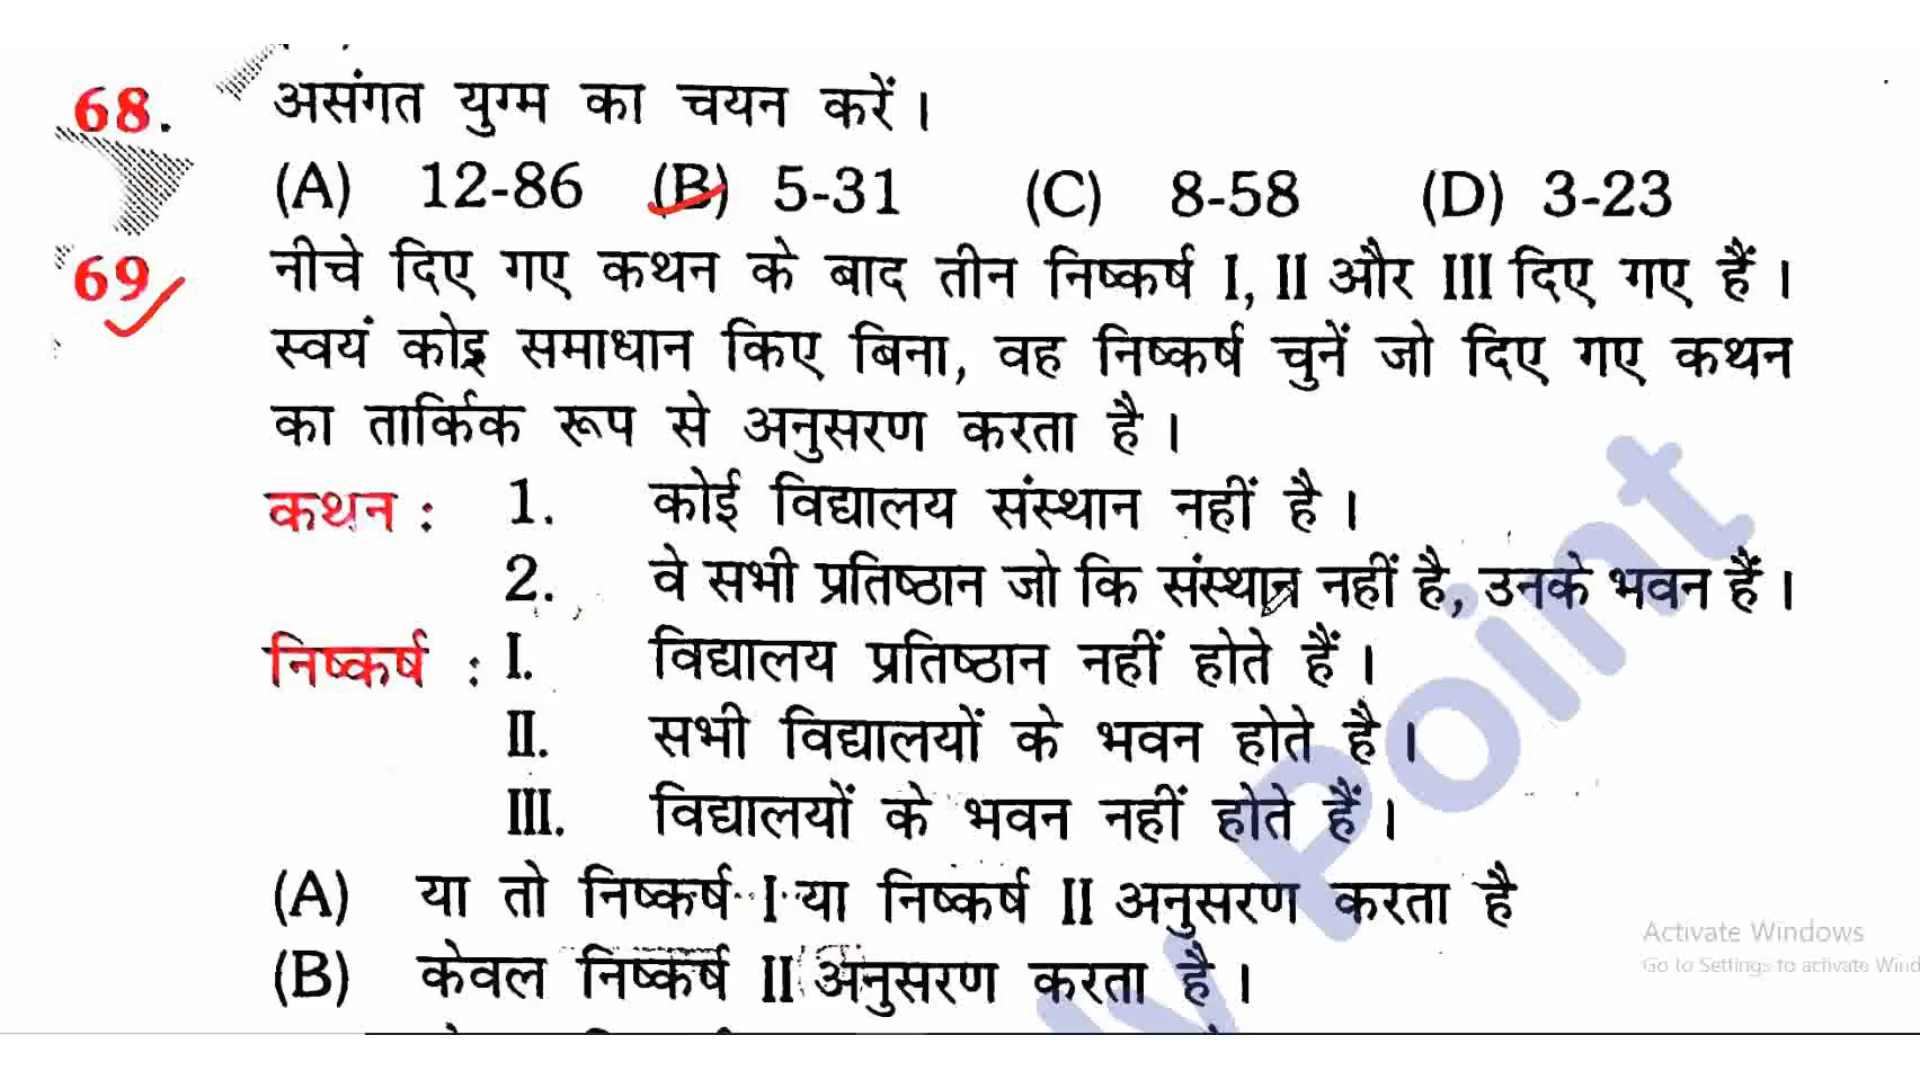 68. असंगत युग्म का चयन करें।
(A) 12-86 (B) 5-31 (C) 8-58 (D) 3-23
69 नीचे दिए गए कथन के बाद तीन निष्कर्ष I, II और III दिए गए हैं।
स्वयं कोइ समाधान किए बिना, वह निष्कर्ष चुनें जो दिए गए कथन
का तार्किक रूप से अनुसरण करता है।
कथन : 1. कोई विद्यालय संस्थान नहीं है।
2. वे सभी प्रतिष्ठान जो कि संस्थान नहीं है, उनके भवन हैं।
निष्कर्ष : I. विद्यालय प्रतिष्ठान नहीं होते हैं।
II. सभी विद्यालयों के भवन होते है।
III. विद्यालयों के भवन नहीं होते हैं।
(A) या तो निष्कर्ष I या निष्कर्ष II अनुसरण करता है
(B) केवल निष्कर्ष II अनुसरण करता है।
Point
Activate Windows
Go to Settings to activate Wind